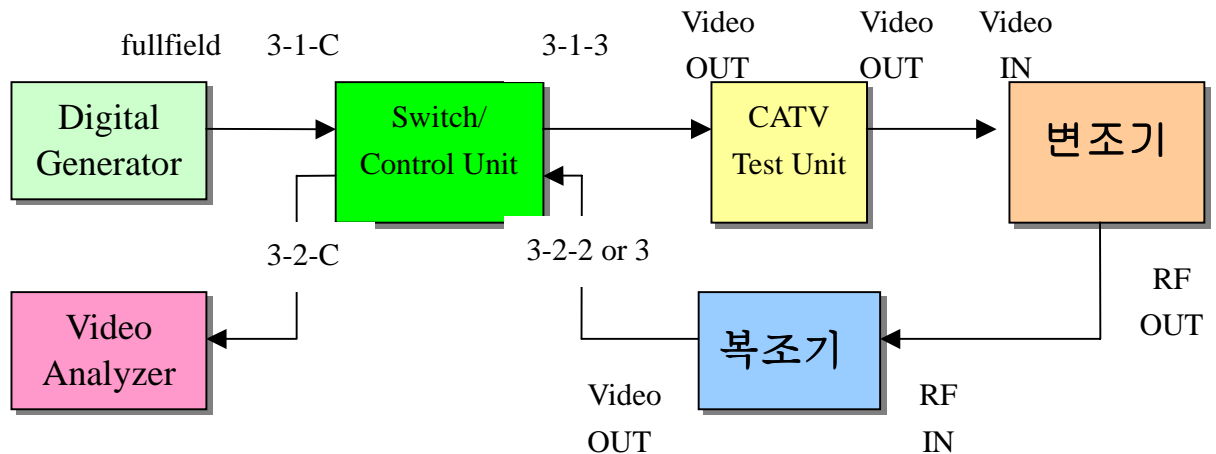 Video
OUT
Video
OUT
Video
IN
fullfield
3-1-C
3-1-3
Digital
Generator
Switch/
Control Unit
CATV
Test Unit
변조기
3-2-C
3-2-2 or 3
RF
OUT
Video
Analyzer
복조기
Video
OUT
RF
IN